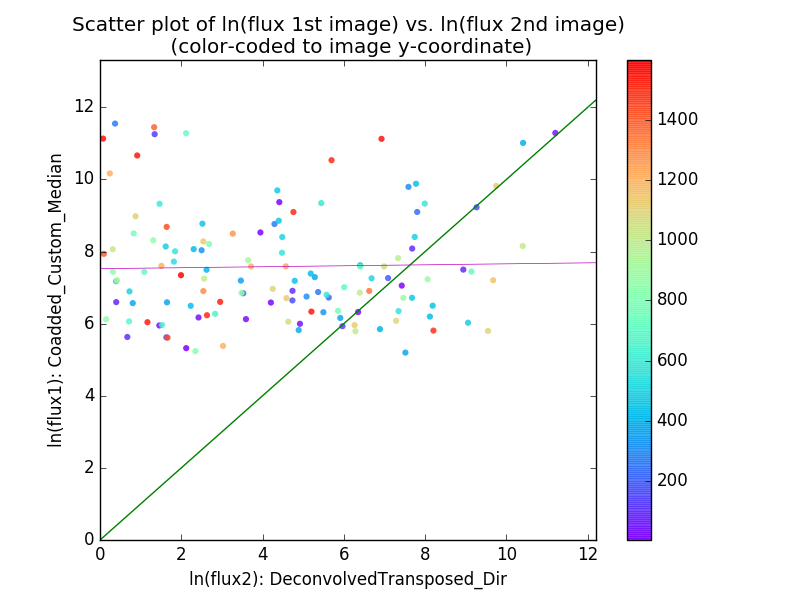 Scatter plot of ln(flux 1st image) vs. ln(flux 2nd image)
(color-coded to image y-coordinate)
ln(flux1): Coadded_Custom_Median
12
10
8
6
4
2
0
0 2 4 6 8 10 12
ln(flux2): DeconvolvedTransposed_Dir
1400
1200
1000
800
600
400
200